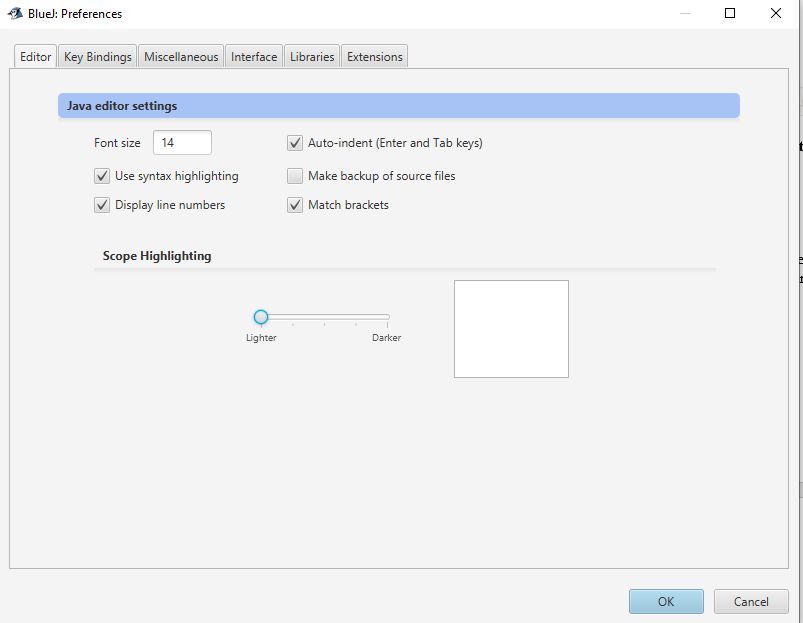 BlueJ: Preferences
Editor Key Bindings Miscellaneous Interface Libraries Extensions
Java editor settings
Font size 14 Auto-indent (Enter and Tab keys)
Use syntax highlighting Make backup of source files
Display line numbers Match brackets
Scope Highlighting
Lighter Darker
OK Cancel